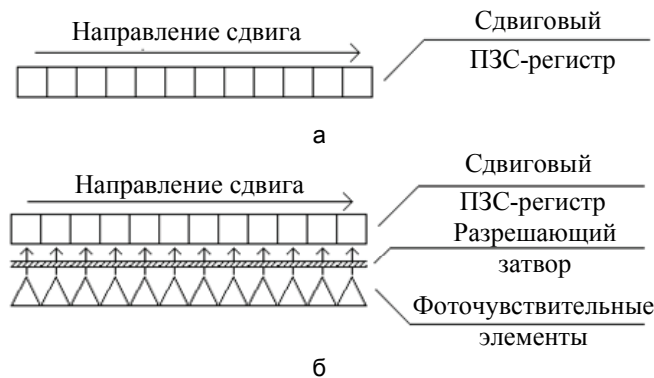 Направление сдвига
Сдвиговый
ПЗС-регистр
а
Направление сдвига
Сдвиговый
ПЗС-регистр
Разрешающий
затвор
Фоточувствительные
элементы
б